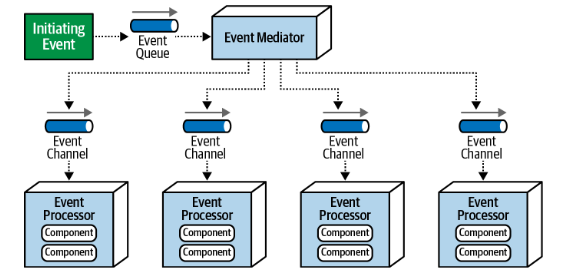 Initiating
Event
Event
Queue
Event Mediator
Event
Channel
Event
Channel
Event
Channel
Event
Channel
Event
Processor
Component
Component
Event
Processor
Component
Component
Event
Processor
Component
Component
Event
Processor
Component
Component